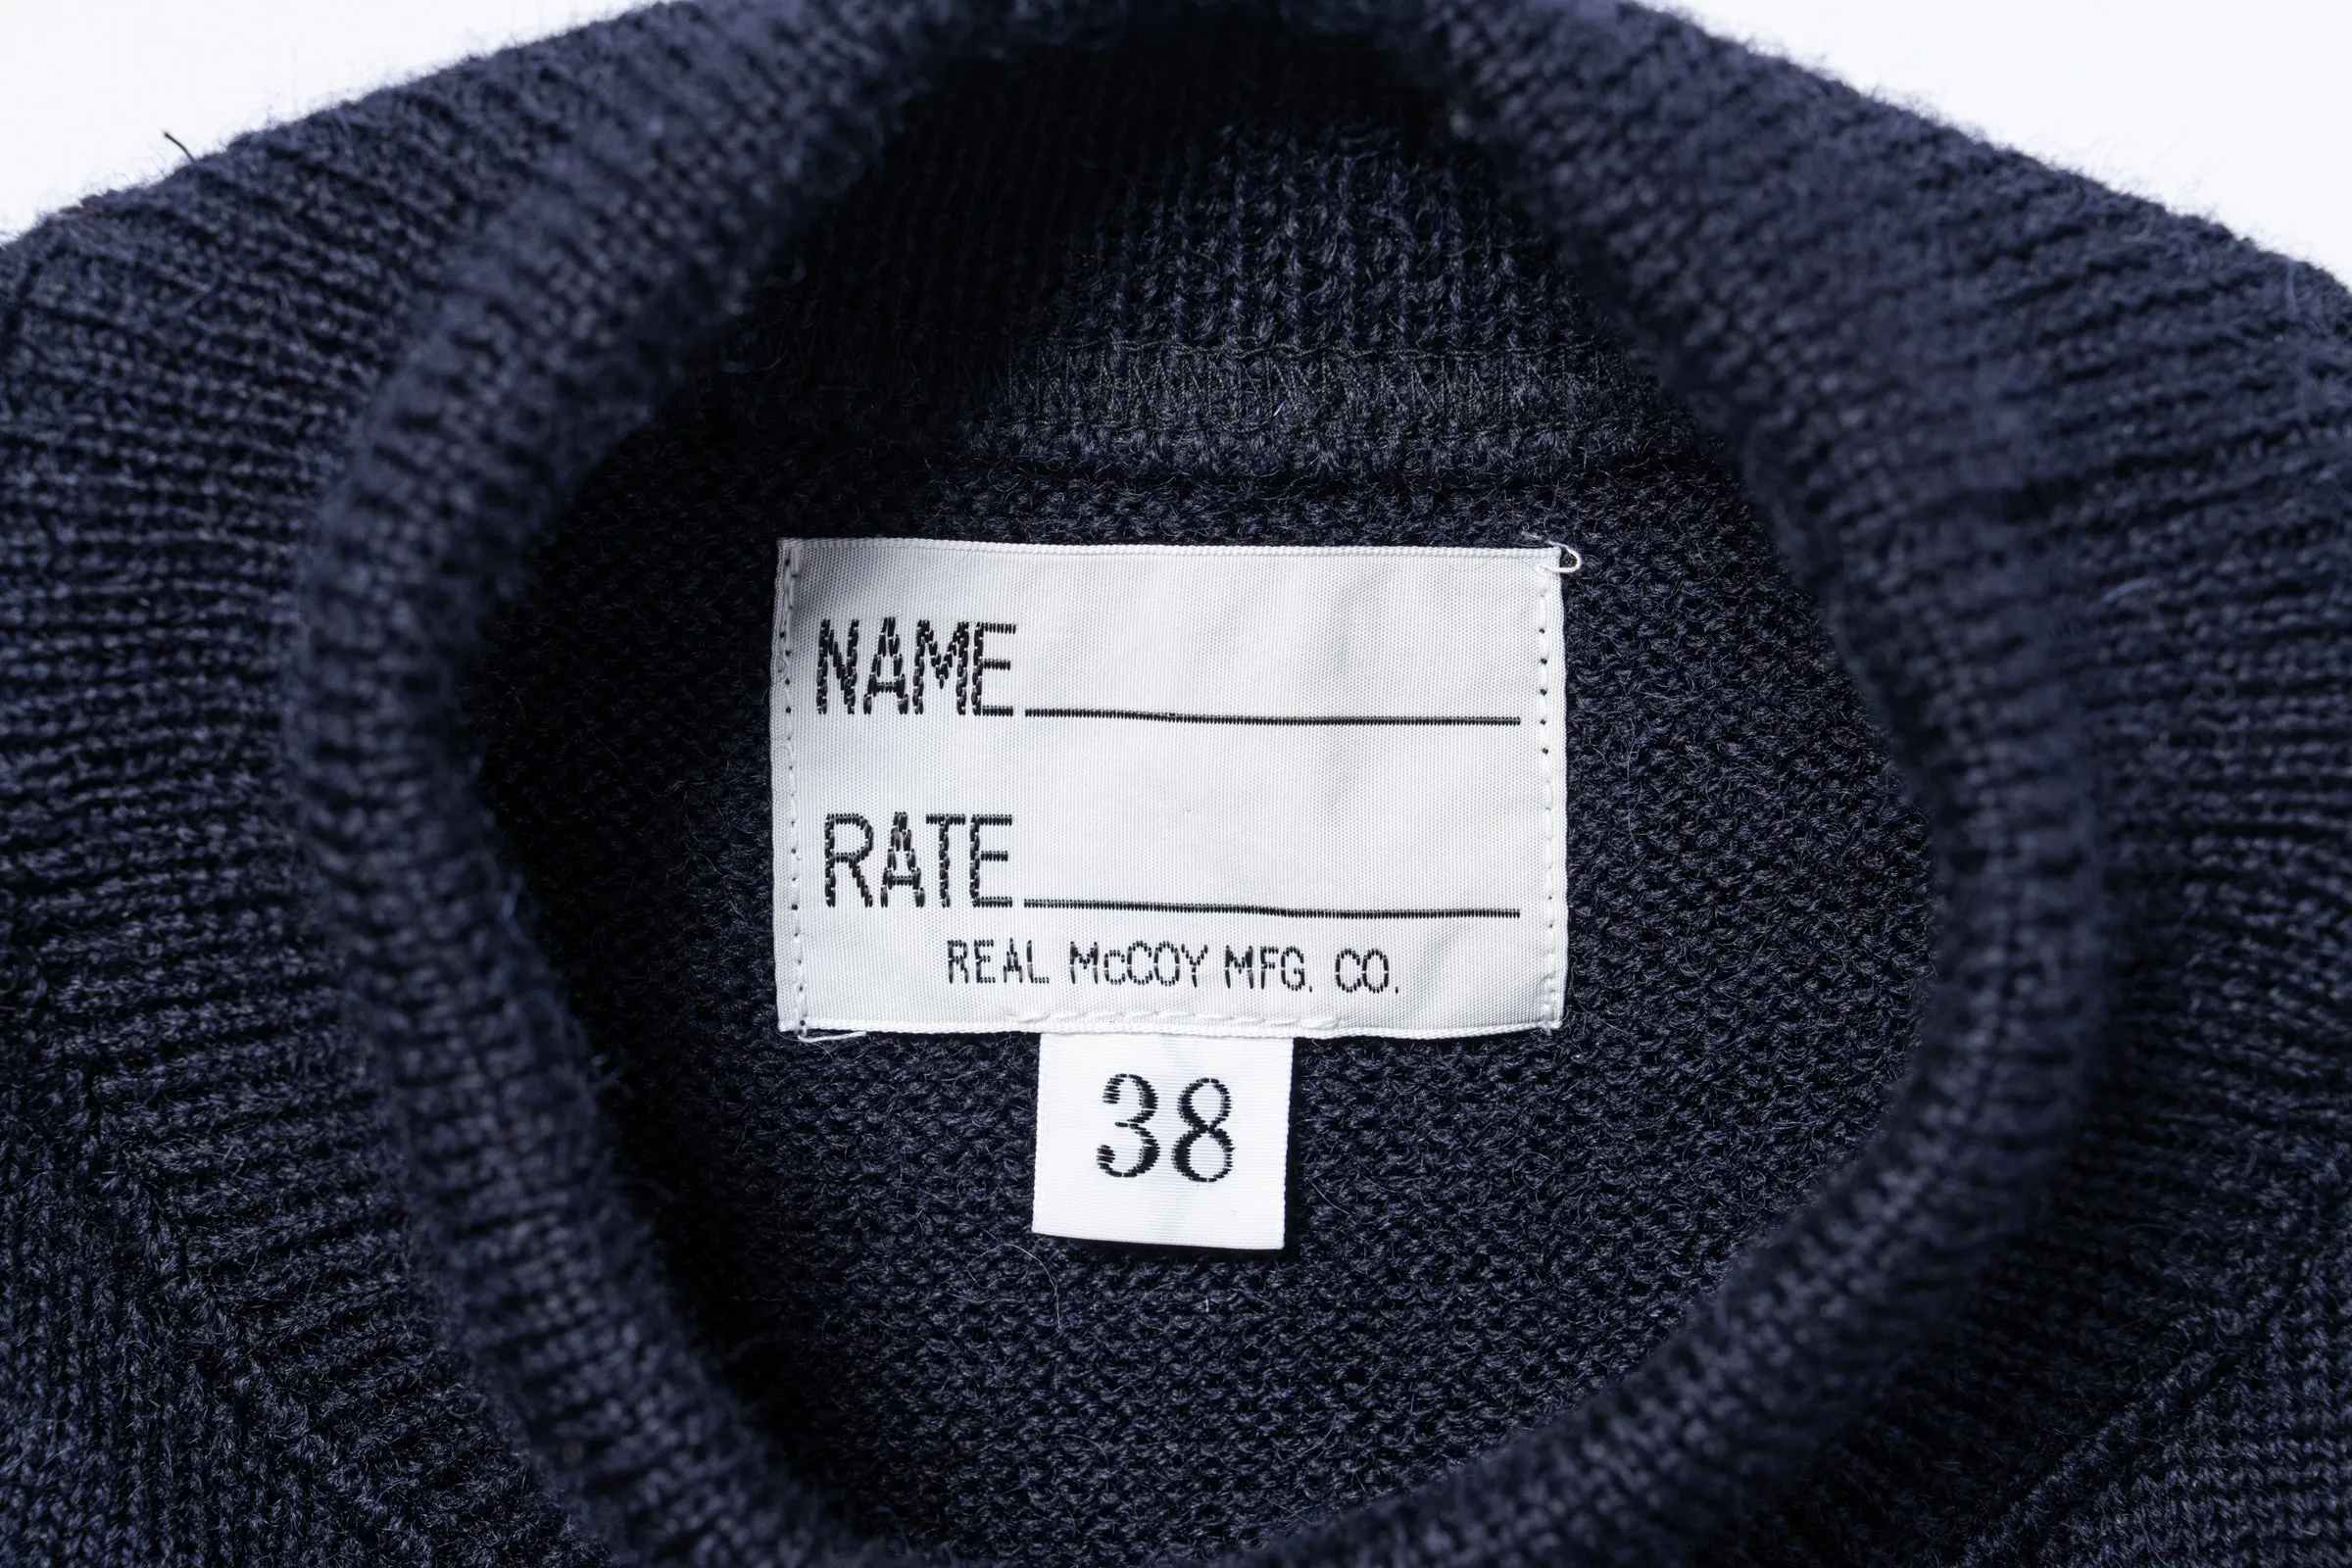 NAME
RATE
REAL McCOY MFG. CO.
38